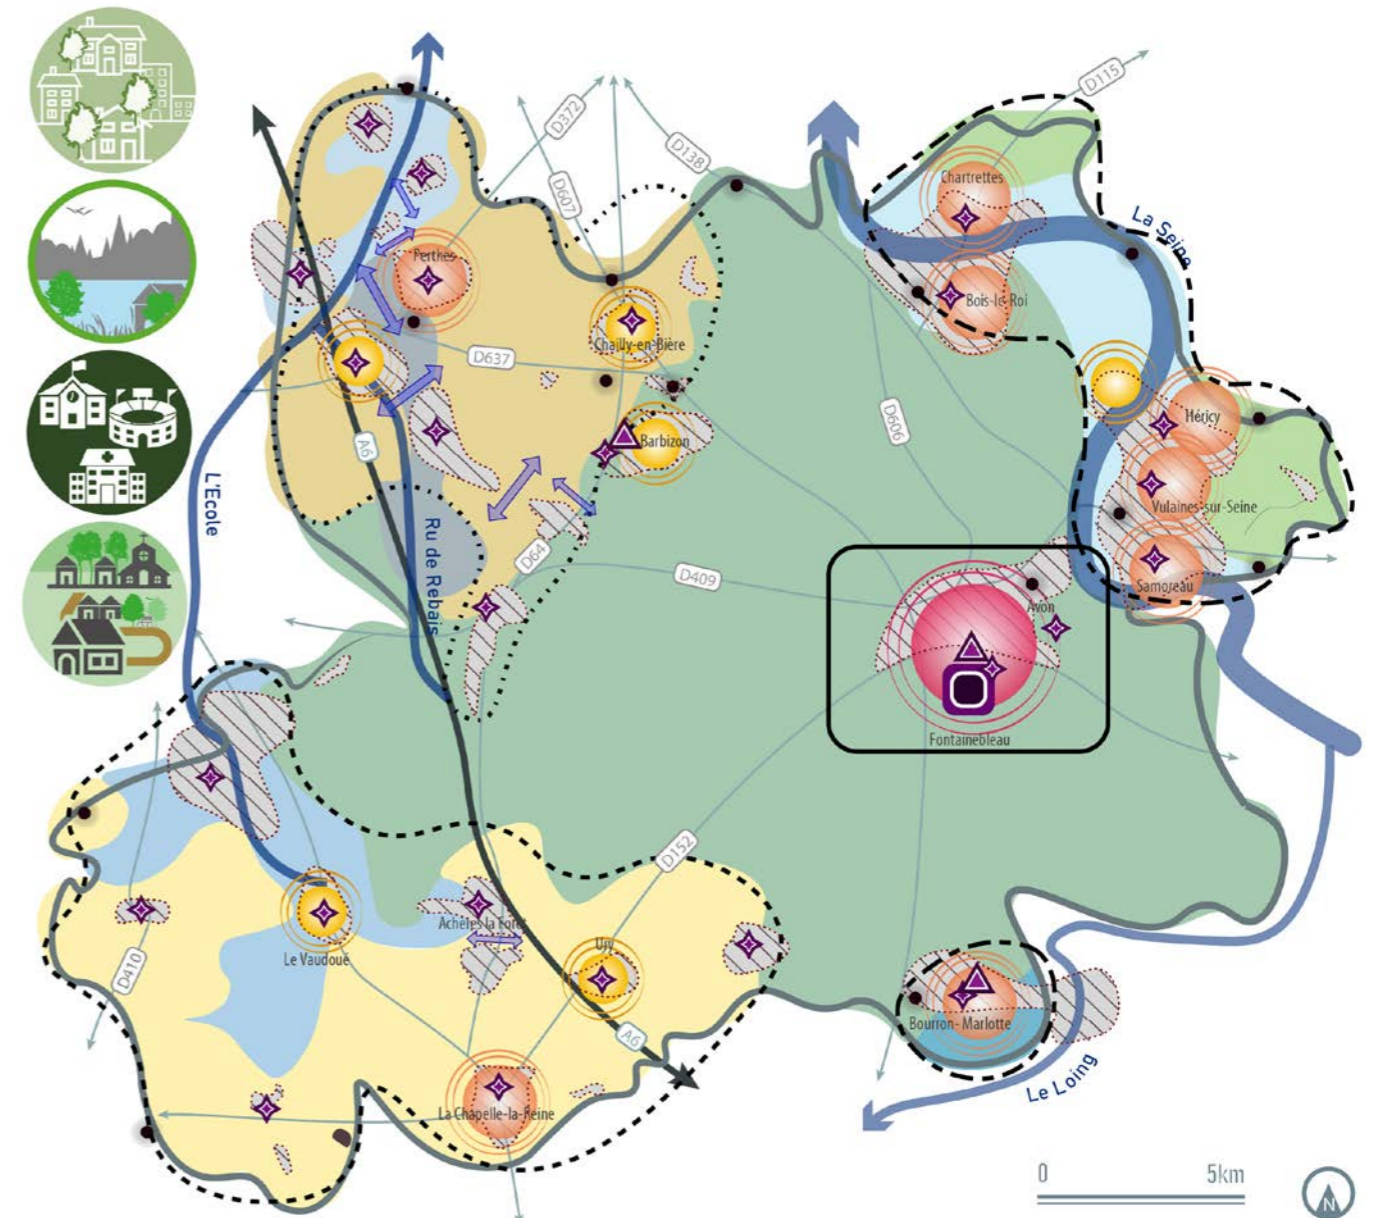 D115
D372
D138
D607
Chartrettes
La Seine
Perthes
Bois-le-Roi
Chailly-en-Bière
D637
D606
Héricy
A6
Barbizon
L'Ecole
Vulaines-sur-Seine
Ru de Rebais
D64
D409
Samoreau
Avon
Fontainebleau
D152
Achères la Forêt
Ury
Le Vaudoué
D410
Bourron-Marlotte
A6
Le Loing
La Chapelle-la-Reine
0 5km
N